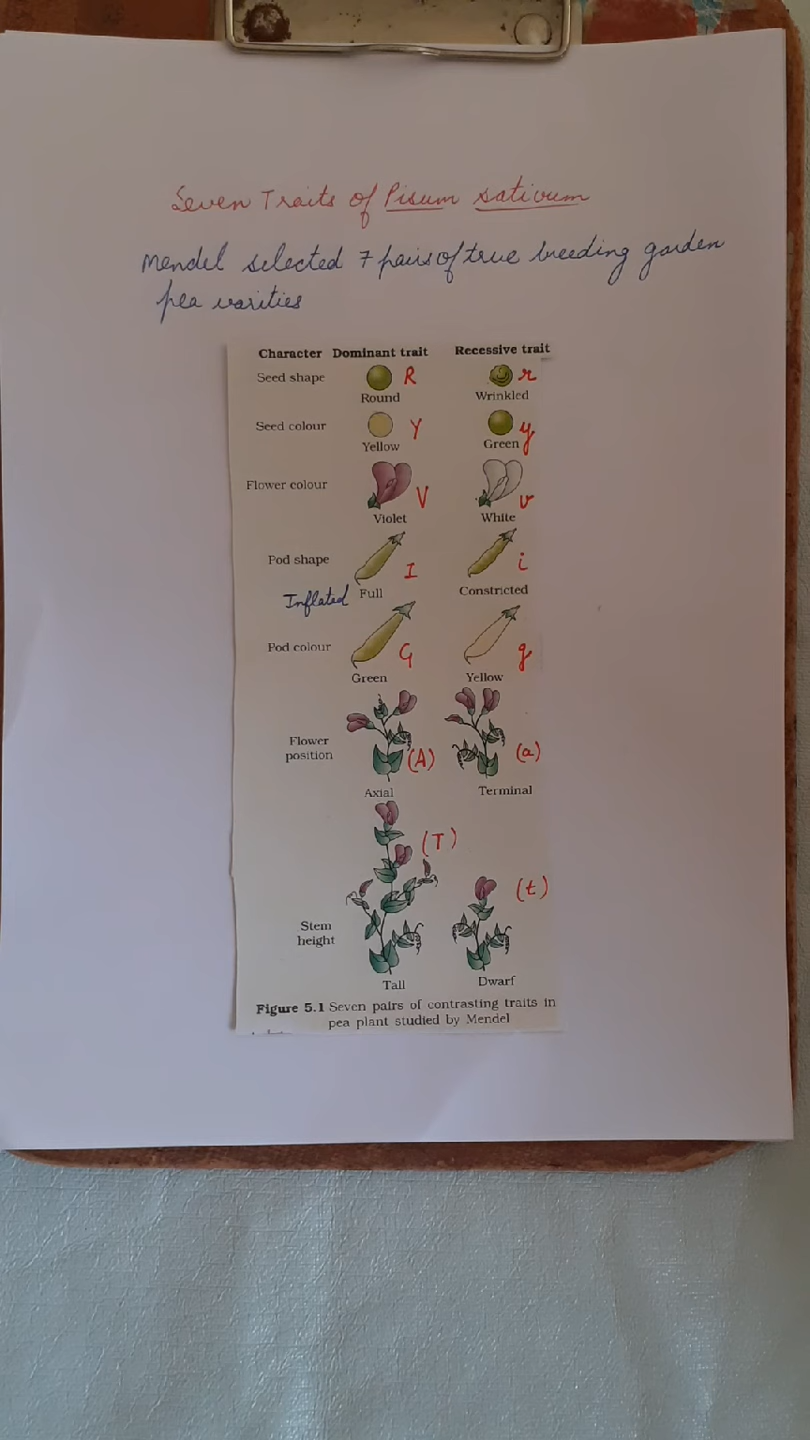 Seven Traits of Pisum sativum
Mendel selected 7 pairs of true breeding garden
pea varities
Character Dominant trait Recessive trait
Seed shape R r
Round Wrinkled
Seed colour Y y
Yellow Green
Flower colour V v
Violet White
Pod shape I i
Inflated Full Constricted
Pod colour G g
Green Yellow
Flower
position (A) (a)
Axial Terminal
(T)
(t)
Stem
height
Tall Dwarf
Figure 5.1 Seven pairs of contrasting traits in
pea plant studied by Mendel